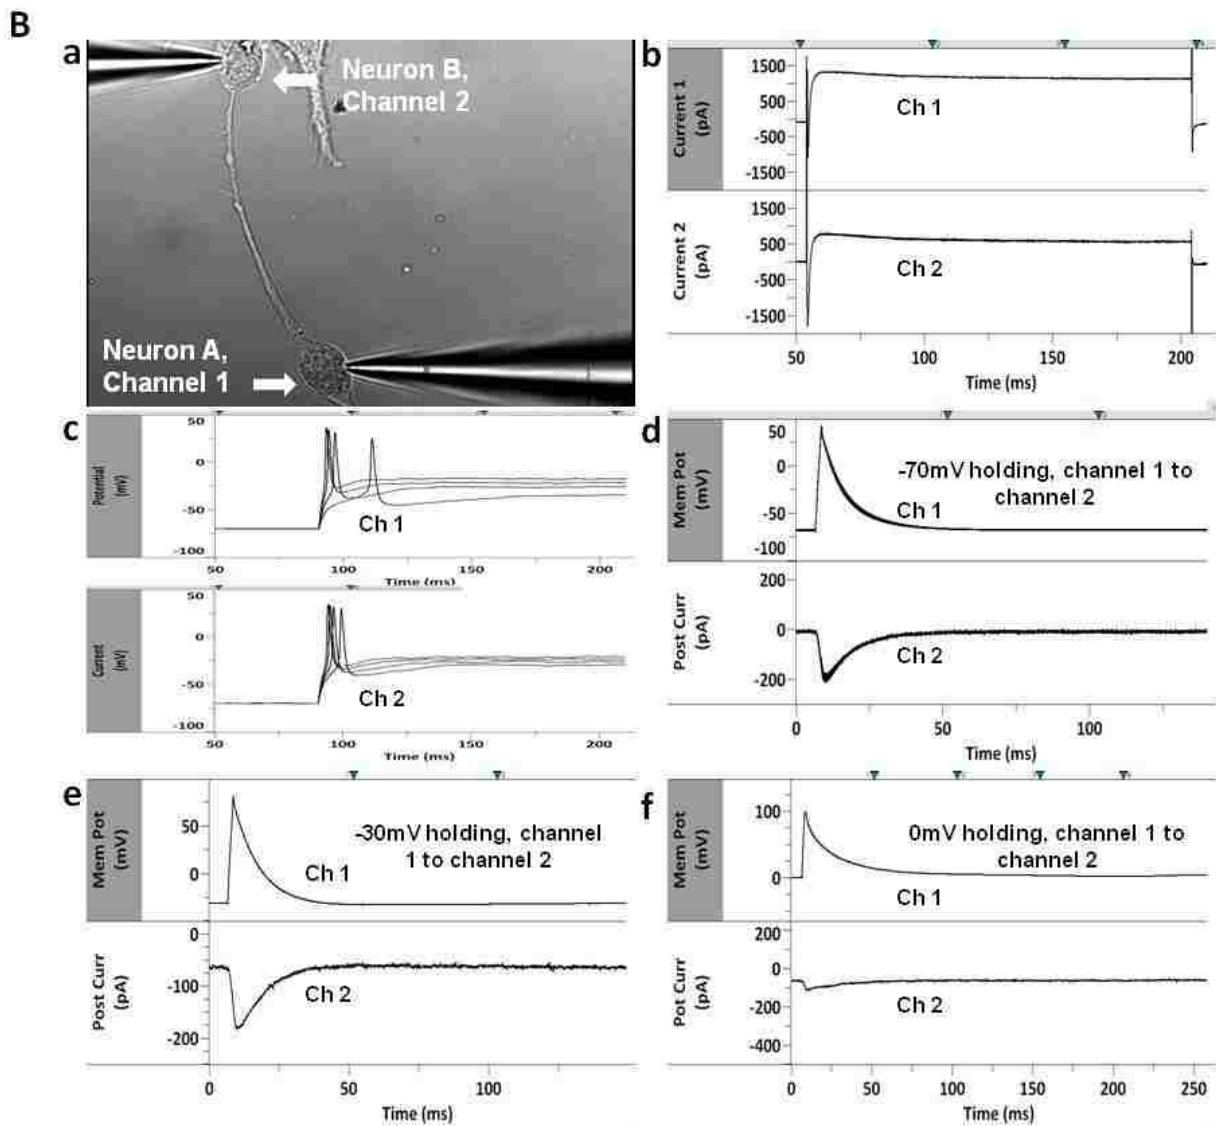 B
a
Neuron B,
Channel 2
Neuron A,
Channel 1
b
Current 1
(pA)
1500
500
-500
-1500
Ch 1
Current 2
(pA)
1500
500
-500
-1500
Ch 2
50
100
150
200
Time (ms)
c
Potential
(mV)
50
0
-50
-100
Ch 1
50
100
150
200
Time (ms)
Current
(mV)
50
0
-50
-100
Ch 2
50
100
150
200
Time (ms)
d
Mem Pot
(mV)
50
0
-50
-100
-70mV holding, channel 1 to
channel 2
Ch 1
Post Curr
(pA)
200
0
-200
Ch 2
0
50
100
Time (ms)
e
Mem Pot
(mV)
50
0
-30mV holding, channel
1 to channel 2
Ch 1
Post Curr
(pA)
0
-100
-200
Ch 2
0
50
100
Time (ms)
f
Mem Pot
(mV)
100
0
0mV holding, channel 1 to
channel 2
Ch 1
Pot Curr
(pA)
200
0
-200
-400
Ch 2
0
50
100
150
200
250
Time (ms)